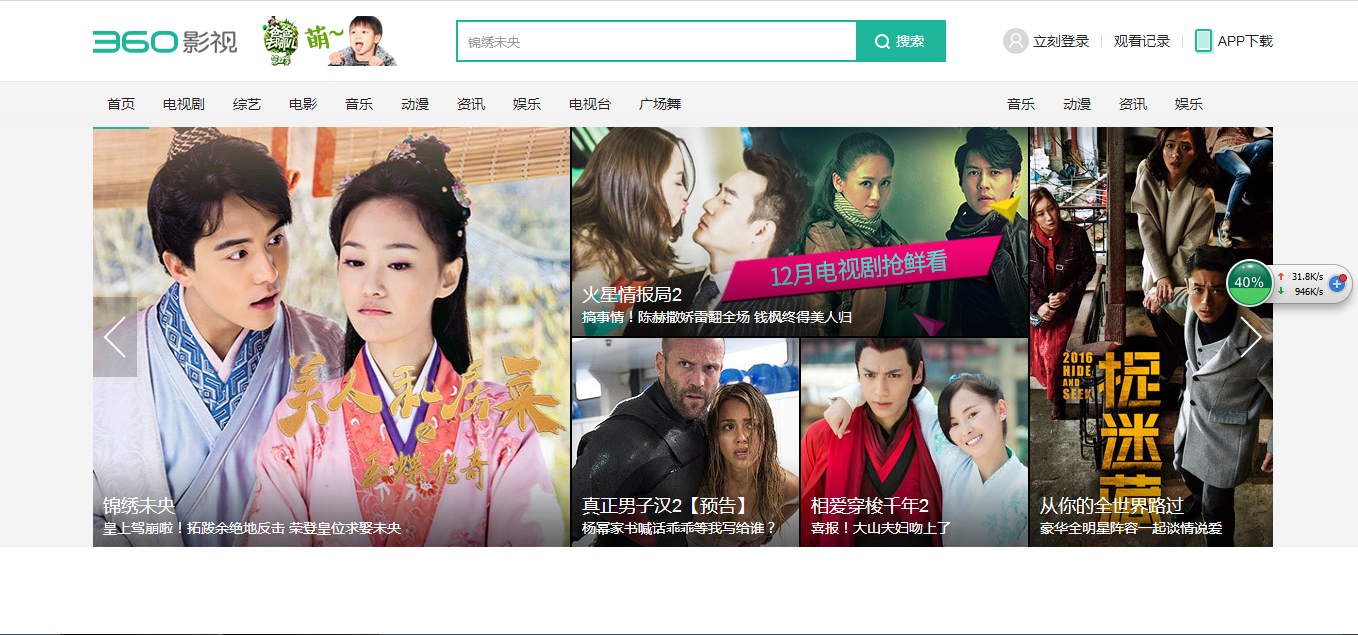 360影视
萌~
锦绣未央
搜索
立刻登录
观看记录
APP下载
首页
电视剧
综艺
电影
音乐
动漫
资讯
娱乐
电视台
广场舞
音乐
动漫
资讯
娱乐
美人私房菜
之
玉蝶传奇
锦绣未央
皇上驾崩啦！拓跋余绝地反击 荣登皇位求娶未央
12月电视剧抢鲜看
火星情报局2
搞事情！陈赫撒娇雷翻全场 钱枫终得美人归
真正男子汉2【预告】
杨幂家书喊话乖乖等我写给谁？
相爱穿梭千年2
喜报！大山夫妇吻上了
2016
HIDE
AND
SEEK
捉迷藏
从你的全世界路过
豪华全明星阵容一起谈情说爱
40%
31.8K/s
946K/s